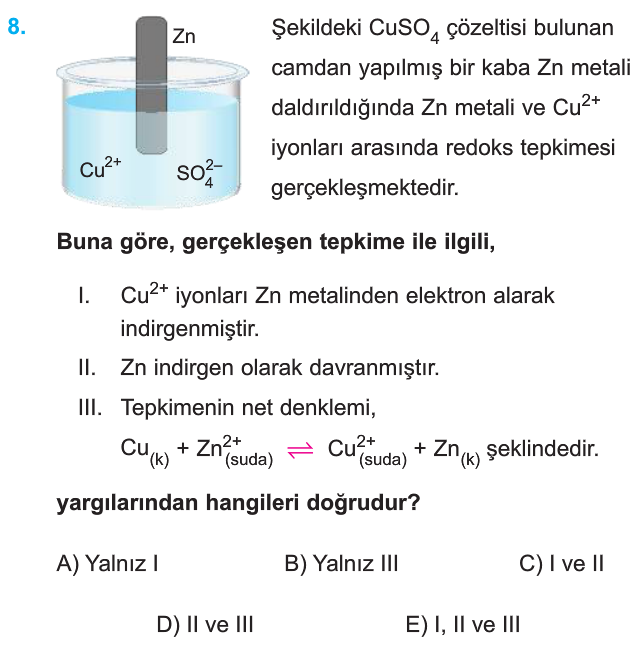 8.
Zn
Cu²⁺
SO₄²⁻
Şekildeki CuSO₄ çözeltisi bulunan
camdan yapılmış bir kaba Zn metali
daldırıldığında Zn metali ve Cu²⁺
iyonları arasında redoks tepkimesi
gerçekleşmektedir.
Buna göre, gerçekleşen tepkime ile ilgili,
I. Cu²⁺ iyonları Zn metalinden elektron alarak
indirgenmiştir.
II. Zn indirgen olarak davranmıştır.
III. Tepkimenin net denklemi,
Cu(k) + Zn²⁺(suda) ⇌ Cu²⁺(suda) + Zn(k) şeklindedir.
yargılarından hangileri doğrudur?
A) Yalnız I B) Yalnız III C) I ve II
D) II ve III E) I, II ve III